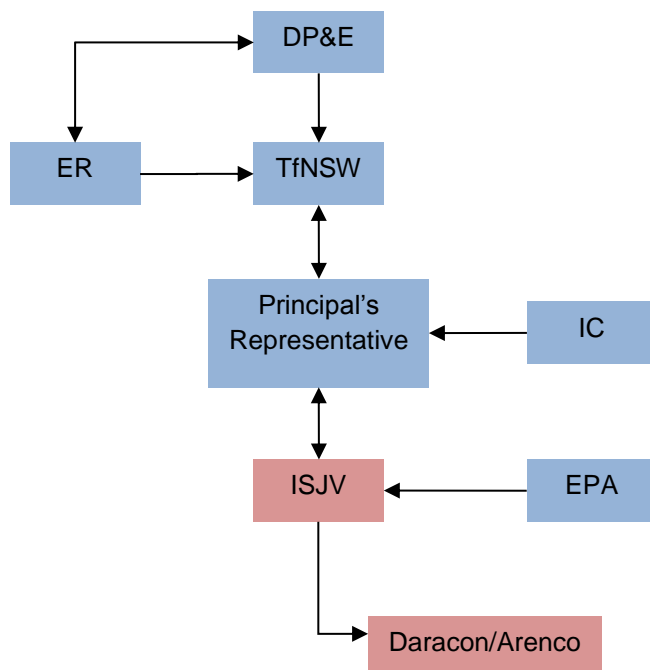 DP&E
ER
TfNSW
Principal’s
Representative
IC
ISJV
EPA
Daracon/Arenco